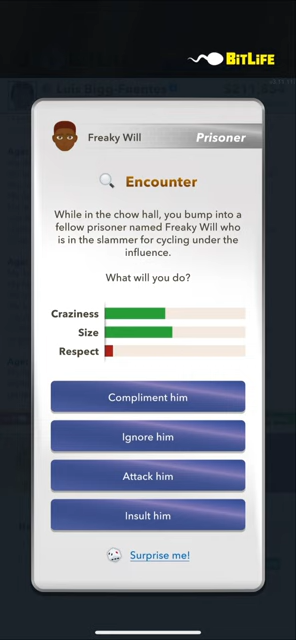 BitLife
Freaky Will
Prisoner
Encounter
While in the chow hall, you bump into a
fellow prisoner named Freaky Will who
is in the slammer for cycling under the
influence.
What will you do?
Craziness
Size
Respect
Compliment him
Ignore him
Attack him
Insult him
Surprise me!